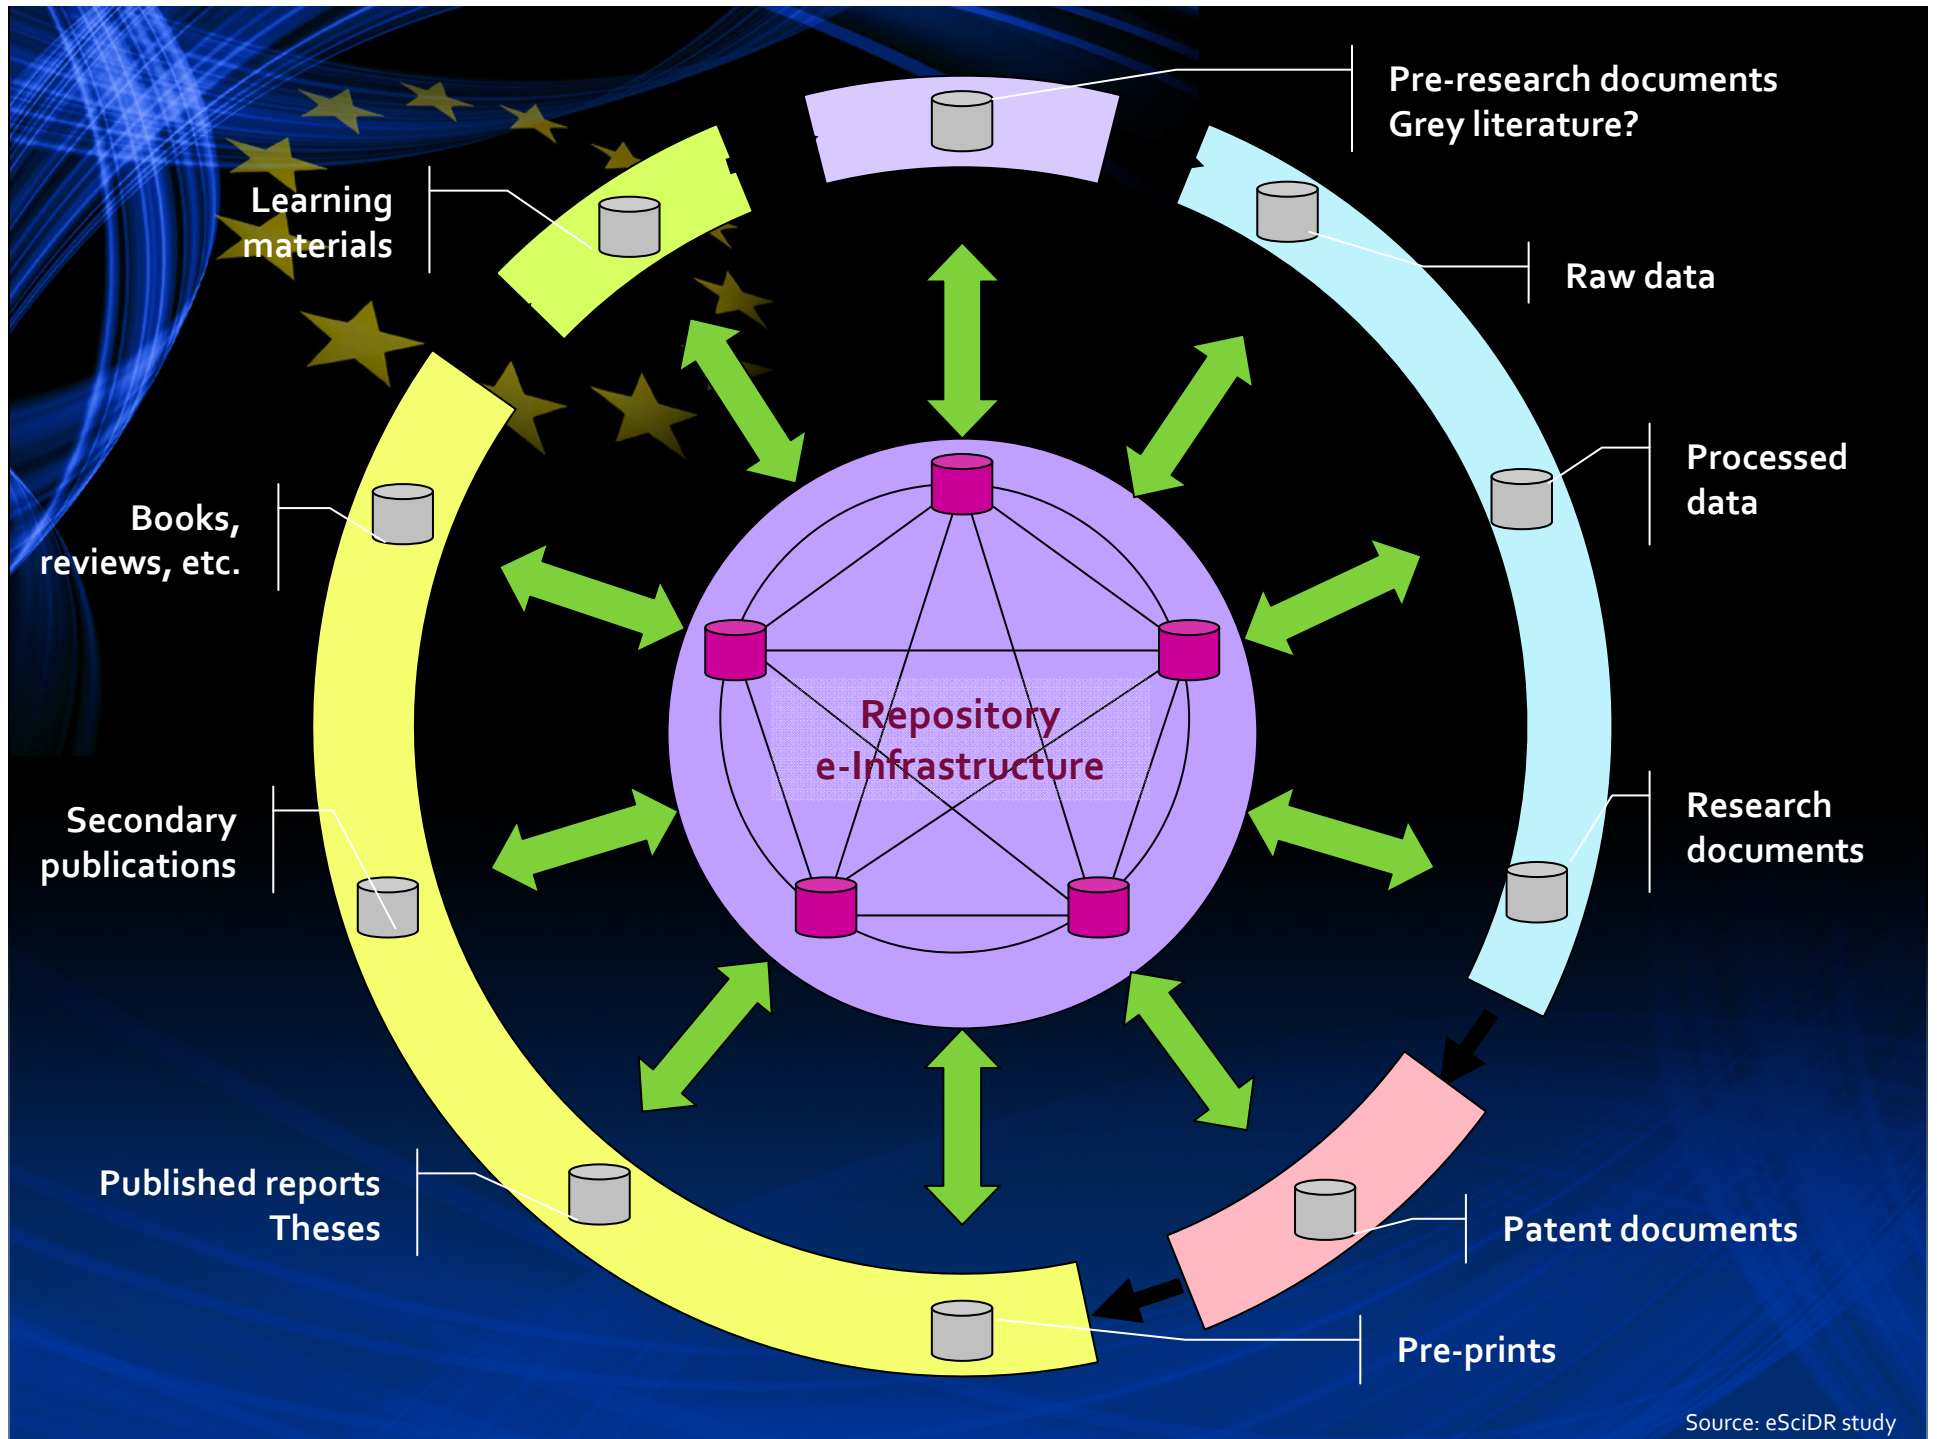 Pre-research documents
Grey literature?
Learning
materials
Raw data
Processed
data
Books,
reviews, etc.
Repository
e-Infrastructure
Research
documents
Secondary
publications
Published reports
Theses
Patent documents
Pre-prints
Source: eSciDR study